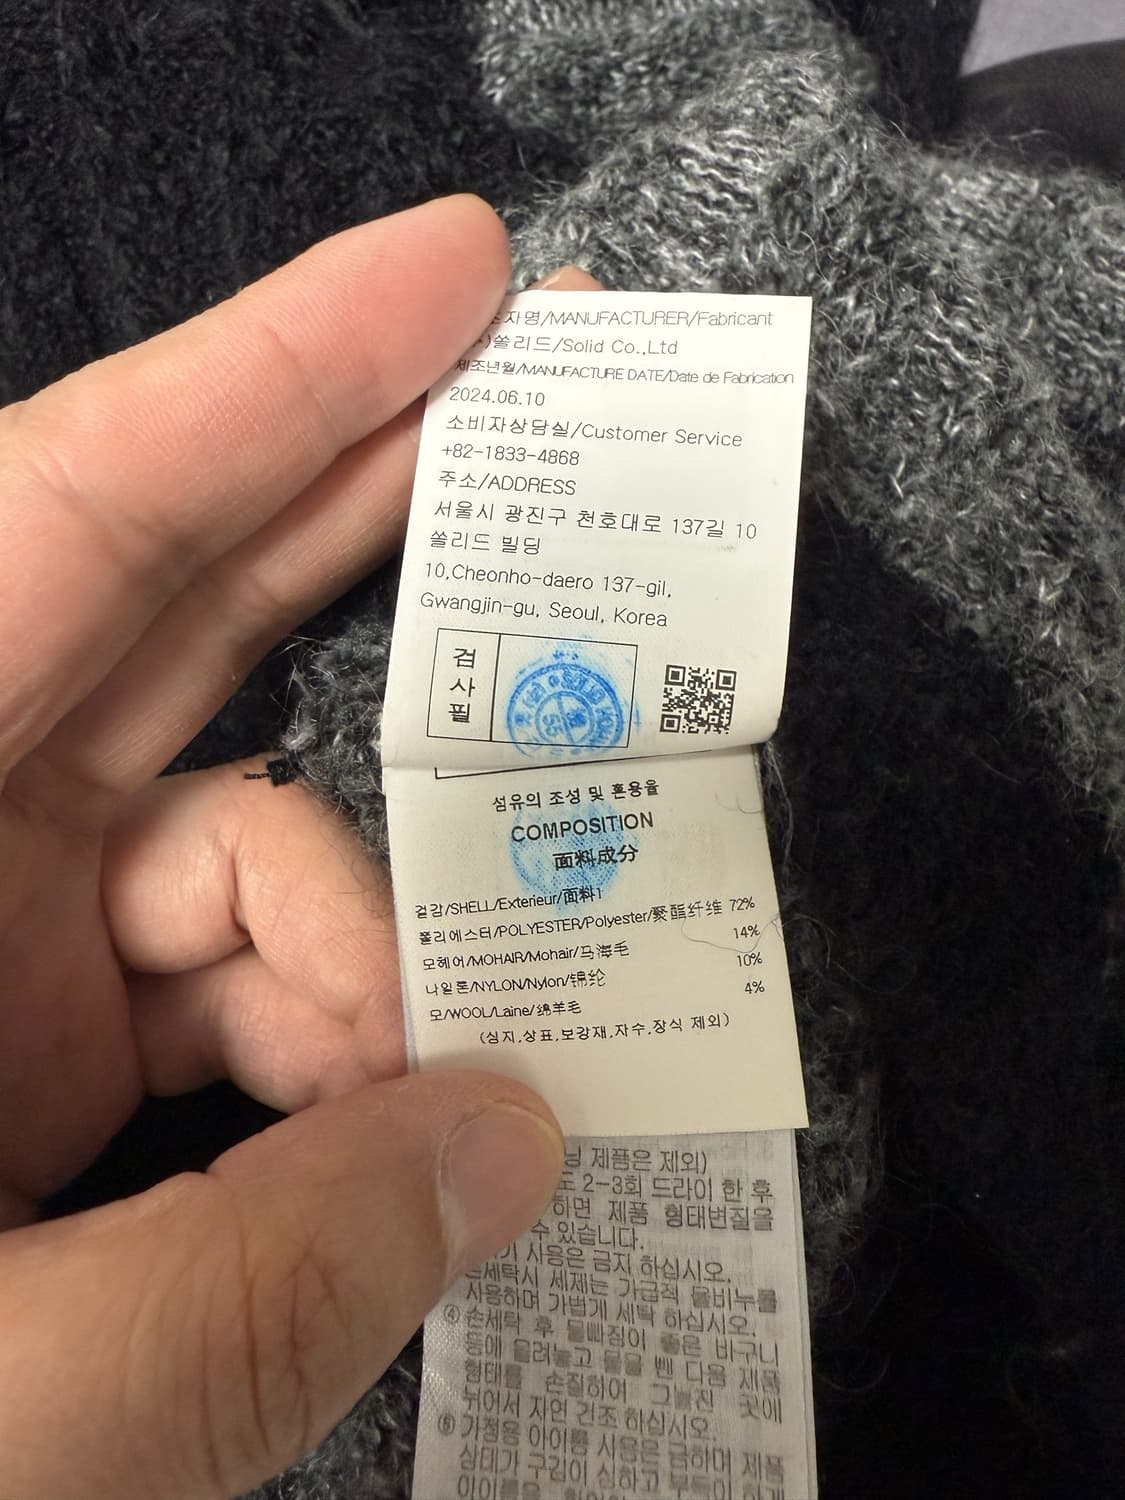 자명/MANUFACTURER/Fabricant
쏠리드/Solid Co.,Ltd
제조년월/MANUFACTURE DATE/Date de Fabrication
2024.06.10
소비자상담실/Customer Service
+82-1833-4868
주소/ADDRESS
서울시 광진구 천호대로 137길 10
쏠리드 빌딩
10,Cheonho-daero 137-gil,
Gwangjin-gu, Seoul, Korea
검
사
필
섬유의 조성 및 혼용율
COMPOSITION
面料成分
겉감/SHELL/Exterieur/面料1
폴리에스터/POLYESTER/Polyester/聚酯纤维 72%
모헤어/MOHAIR/Mohair/马海毛 14%
나일론/NYLON/Nylon/锦纶 10%
모/WOOL/Laine/绵羊毛 4%
(심지,상표,보강재,자수,장식 제외)
제품은 제외)
2-3회 드라이 한 후
하면 제품 형태변질을
수 있습니다.
사용은 금지 하십시오.
세제는 가급적 물비누를
사용하며 가볍게 세탁 하십시오.
④ 손세탁 후 물빠짐이 좋은 바구니
등에 올려놓고 물을 뺀 다음 제품
형태를 손질하여 그늘진 곳에
뉘어서 자연 건조 하십시오.
가정용 아이롱 사용은 금하며 제품
상태가 구김이 심하고 부득이 하게